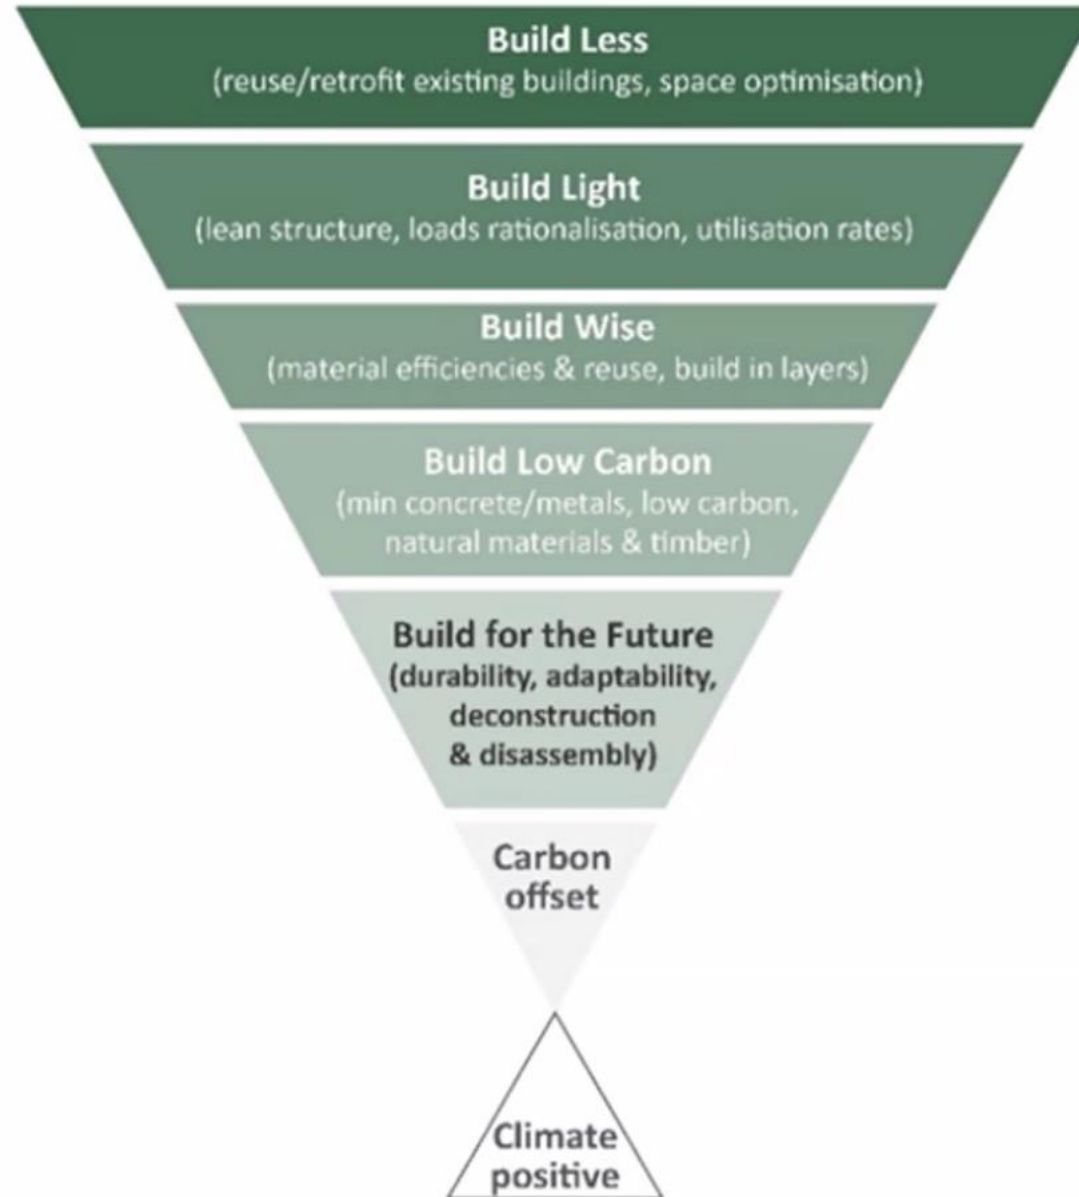 Build Less
(reuse/retrofit existing buildings, space optimisation)
Build Light
(lean structure, loads rationalisation, utilisation rates)
Build Wise
(material efficiencies & reuse, build in layers)
Build Low Carbon
(min concrete/metals, low carbon,
natural materials & timber)
Build for the Future
(durability, adaptability,
deconstruction
& disassembly)
Carbon
offset
Climate
positive